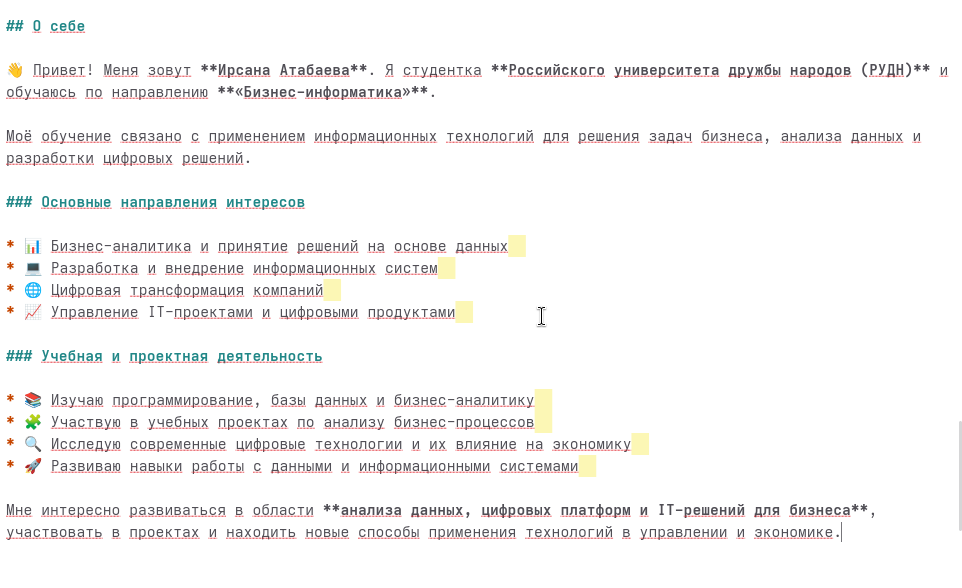 ## О себе
👋 Привет! Меня зовут **Ирсана Атабаева**. Я студентка **Российского университета дружбы народов (РУДН)** и
обучаюсь по направлению **«Бизнес-информатика»**.
Моё обучение связано с применением информационных технологий для решения задач бизнеса, анализа данных и
разработки цифровых решений.
### Основные направления интересов
* 📊 Бизнес-аналитика и принятие решений на основе данных
* 💻 Разработка и внедрение информационных систем
* 🌐 Цифровая трансформация компаний
* 📈 Управление IT-проектами и цифровыми продуктами
### Учебная и проектная деятельность
* 📚 Изучаю программирование, базы данных и бизнес-аналитику
* 🧩 Участвую в учебных проектах по анализу бизнес-процессов
* 🔍 Исследую современные цифровые технологии и их влияние на экономику
* 🚀 Развиваю навыки работы с данными и информационными системами
Мне интересно развиваться в области **анализа данных, цифровых платформ и IT-решений для бизнеса**,
участвовать в проектах и находить новые способы применения технологий в управлении и экономике.